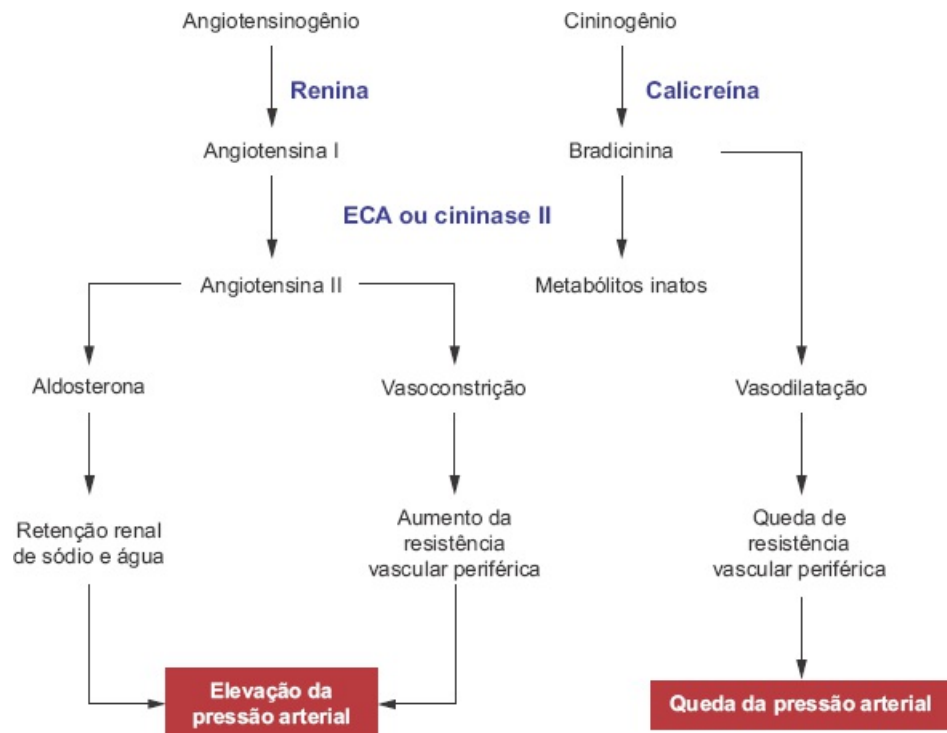 Angiotensinogênio
Cininogênio
Renina
Calicreína
Angiotensina I
Bradicinina
ECA ou cininase II
Angiotensina II
Metabólitos inatos
Aldosterona
Vasoconstrição
Vasodilatação
Retenção renal
de sódio e água
Aumento da
resistência
vascular periférica
Queda de
resistência
vascular periférica
Elevação da
pressão arterial
Queda da pressão arterial